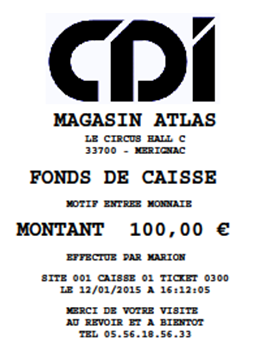 CDI
MAGASIN ATLAS
LE CIRCUS HALL C
33700 - MERIGNAC
FONDS DE CAISSE
MOTIF ENTREE MONNAIE
MONTANT 100,00 €
EFFECTUE PAR MARION
SITE 001 CAISSE 01 TICKET 0300
LE 12/01/2015 A 16:12:05
MERCI DE VOTRE VISITE
AU REVOIR ET A BIENTOT
TEL 05.56.18.56.33